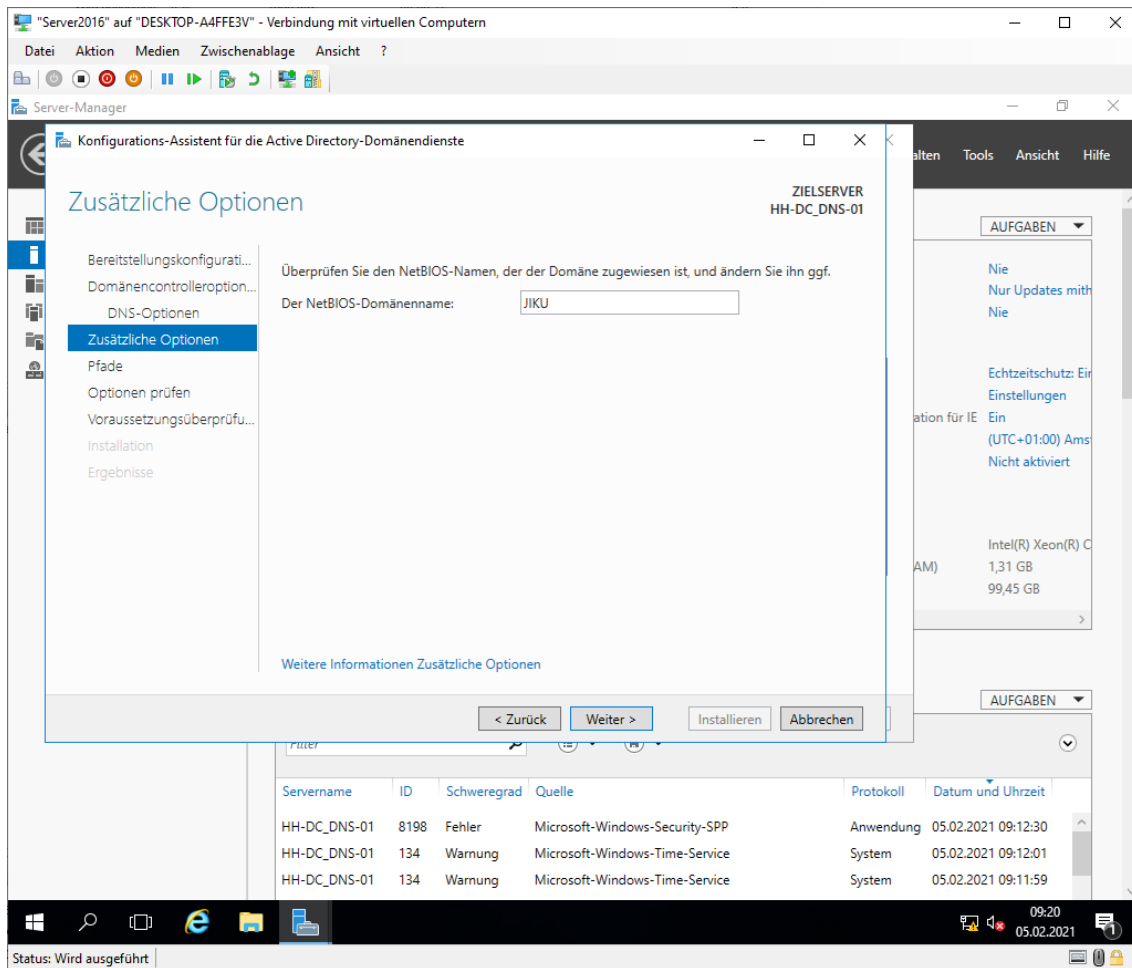 "Server2016" auf "DESKTOP-A4FFE3V" - Verbindung mit virtuellen Computern
Datei Aktion Medien Zwischenablage Ansicht ?
Server-Manager
Konfigurations-Assistent für die Active Directory-Domänendienste
alten Tools Ansicht Hilfe
Zusätzliche Optionen
ZIELSERVER
HH-DC_DNS-01
Bereitstellungskonfigurati...
Domänencontrolleroption...
DNS-Optionen
Zusätzliche Optionen
Pfade
Optionen prüfen
Voraussetzungsüberprüfu...
Installation
Ergebnisse
Überprüfen Sie den NetBIOS-Namen, der der Domäne zugewiesen ist, und ändern Sie ihn ggf.
Der NetBIOS-Domänenname: JIKU
Weitere Informationen Zusätzliche Optionen
< Zurück Weiter > Installieren Abbrechen
AUFGABEN
Nie
Nur Updates mith
Nie
Echtzeitschutz: Ein
Einstellungen
ation für IE Ein
(UTC+01:00) Ams
Nicht aktiviert
Intel(R) Xeon(R) C
AM) 1,31 GB
99,45 GB
AUFGABEN
Filter
Servername ID Schweregrad Quelle Protokoll Datum und Uhrzeit
HH-DC_DNS-01 8198 Fehler Microsoft-Windows-Security-SPP Anwendung 05.02.2021 09:12:30
HH-DC_DNS-01 134 Warnung Microsoft-Windows-Time-Service System 05.02.2021 09:12:01
HH-DC_DNS-01 134 Warnung Microsoft-Windows-Time-Service System 05.02.2021 09:11:59
09:20
05.02.2021
1
Status: Wird ausgeführt